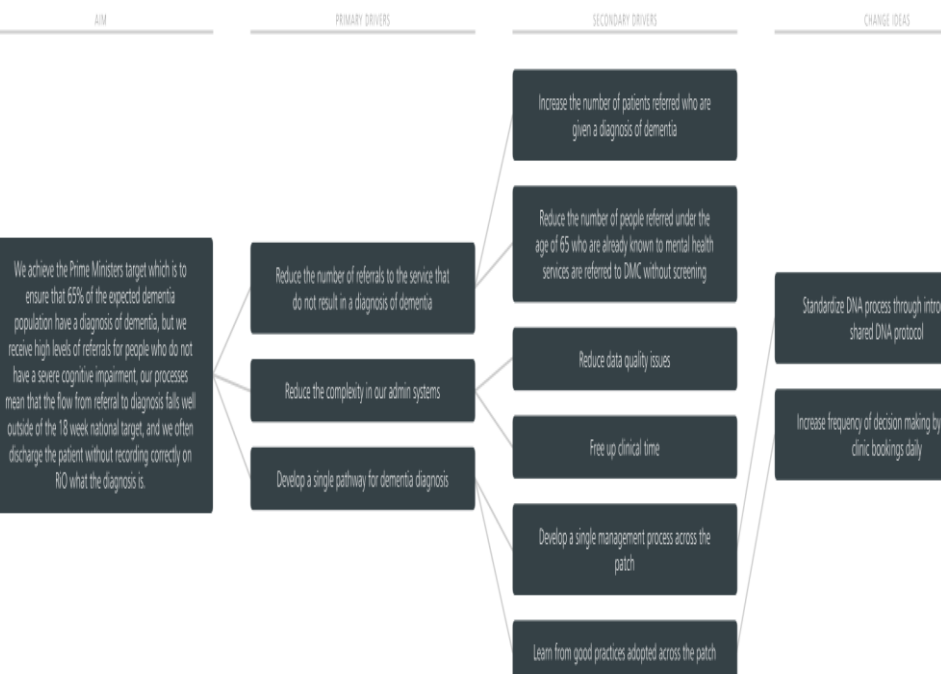 AIM
PRIMARY DRIVERS
SECONDARY DRIVERS
CHANGE IDEAS
We achieve the Prime Ministers target which is to
ensure that 65% of the expected dementia
population have a diagnosis of dementia, but we
receive high levels of referrals for people who do not
have a severe cognitive impairment, our processes
mean that the flow from referral to diagnosis falls well
outside of the 18 week national target, and we often
discharge the patient without recording correctly on
RiO what the diagnosis is.
Reduce the number of referrals to the service that
do not result in a diagnosis of dementia
Reduce the complexity in our admin systems
Develop a single pathway for dementia diagnosis
Increase the number of patients referred who are
given a diagnosis of dementia
Reduce the number of people referred under the
age of 65 who are already known to mental health
services are referred to DMC without screening
Reduce data quality issues
Free up clinical time
Develop a single management process across the
patch
Learn from good practices adopted across the patch
Standardize DNA process through
shared DNA protocol
Increase frequency of decision making by
clinic bookings daily